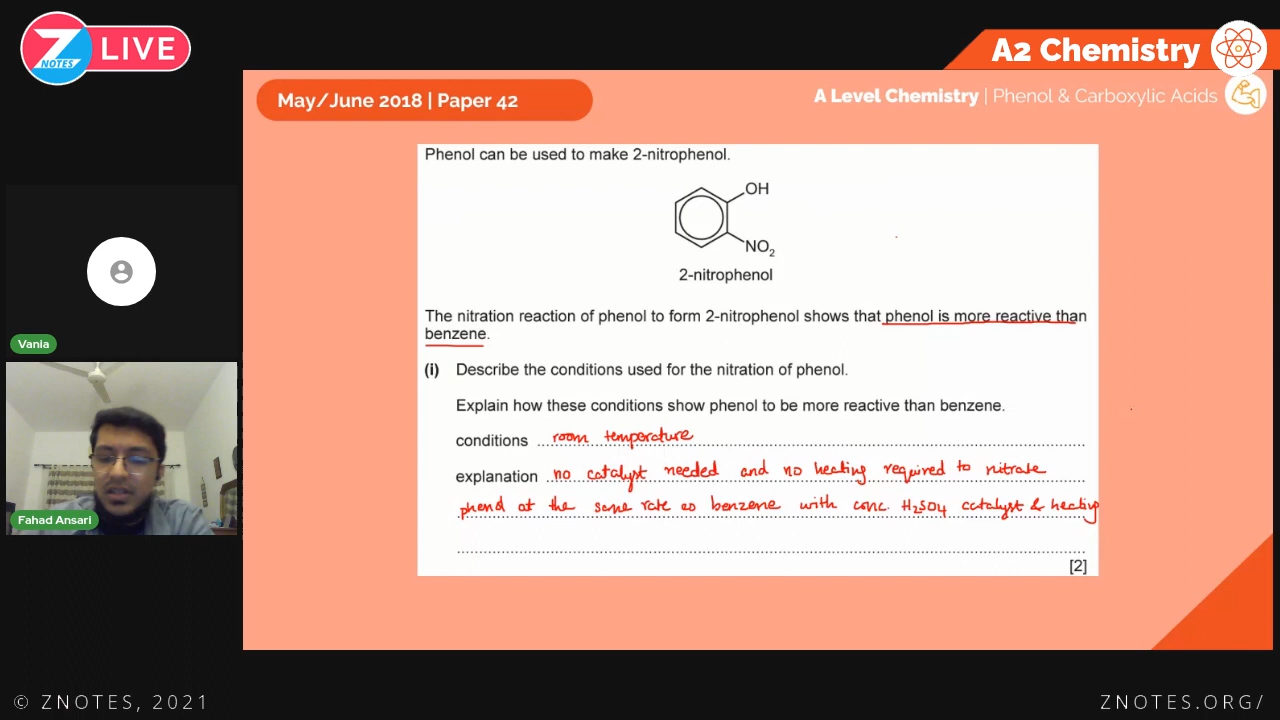 Z NOTES LIVE
A2 Chemistry
May/June 2018 | Paper 42
A Level Chemistry | Phenol & Carboxylic Acids
Phenol can be used to make 2-nitrophenol.
OH
NO2
2-nitrophenol
The nitration reaction of phenol to form 2-nitrophenol shows that phenol is more reactive than
benzene.
(i) Describe the conditions used for the nitration of phenol.
Explain how these conditions show phenol to be more reactive than benzene.
conditions room temperature
explanation no catalyst needed and no heating required to nitrate
phenol at the same rate as benzene with conc. H2SO4 catalyst & heating
[2]
Vania
Fahad Ansari
© ZNOTES, 2021
ZNOTES.ORG/